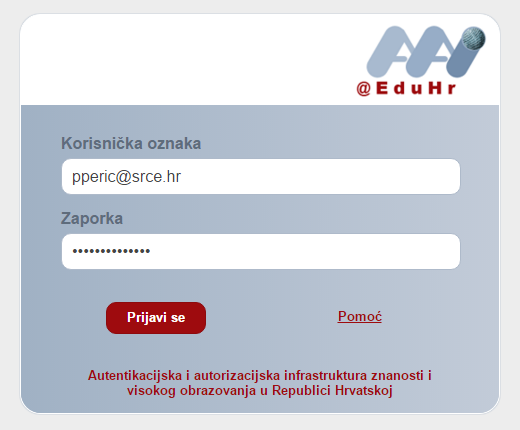 AAI
@EduHr
Korisnička oznaka
pperic@srce.hr
Zaporka
••••••••••••••
Prijavi se
Pomoć
Autentikacijska i autorizacijska infrastruktura znanosti i
visokog obrazovanja u Republici Hrvatskoj